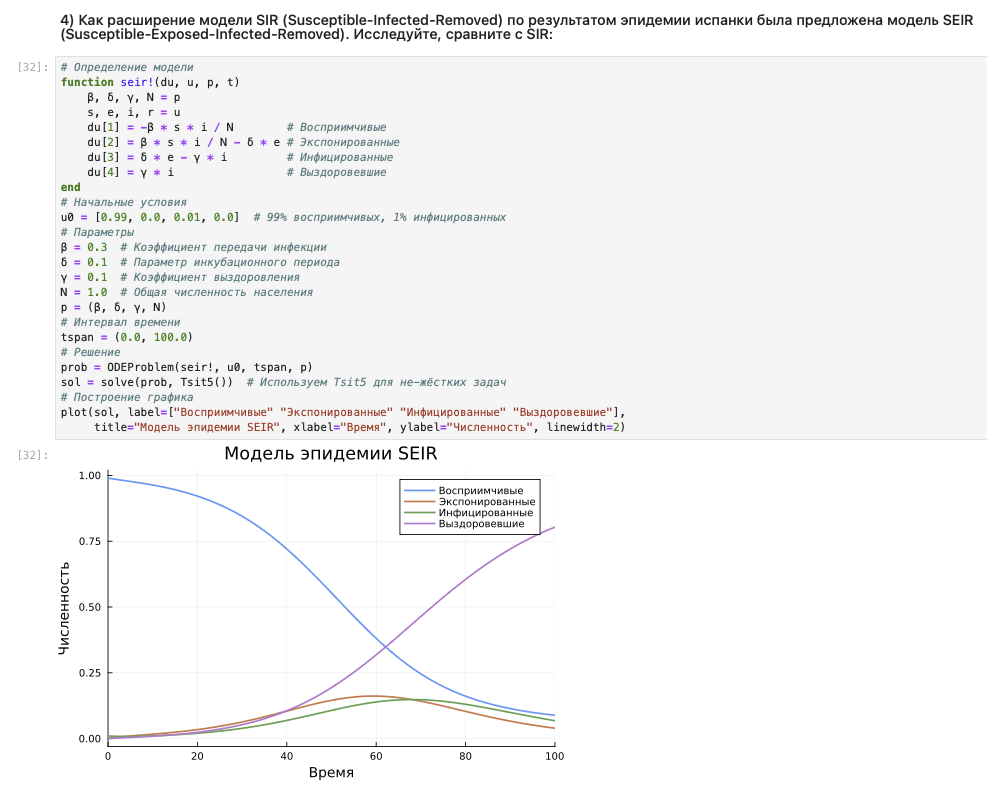 4) Как расширение модели SIR (Susceptible-Infected-Removed) по результатом эпидемии испанки была предложена модель SEIR
(Susceptible-Exposed-Infected-Removed). Исследуйте, сравните с SIR:
[32]:
# Определение модели
function seir!(du, u, p, t)
    β, δ, γ, N = p
    s, e, i, r = u
    du[1] = -β * s * i / N        # Восприимчивые
    du[2] = β * s * i / N - δ * e # Экспонированные
    du[3] = δ * e - γ * i         # Инфицированные
    du[4] = γ * i                 # Выздоровевшие
end
# Начальные условия
u0 = [0.99, 0.0, 0.01, 0.0]  # 99% восприимчивых, 1% инфицированных
# Параметры
β = 0.3  # Коэффициент передачи инфекции
δ = 0.1  # Параметр инкубационного периода
γ = 0.1  # Коэффициент выздоровления
N = 1.0  # Общая численность населения
p = (β, δ, γ, N)
# Интервал времени
tspan = (0.0, 100.0)
# Решение
prob = ODEProblem(seir!, u0, tspan, p)
sol = solve(prob, Tsit5())  # Используем Tsit5 для не-жёстких задач
# Построение графика
plot(sol, label=["Восприимчивые" "Экспонированные" "Инфицированные" "Выздоровевшие"],
     title="Модель эпидемии SEIR", xlabel="Время", ylabel="Численность", linewidth=2)
[32]:
Модель эпидемии SEIR
Восприимчивые
Экспонированные
Инфицированные
Выздоровевшие
1.00
0.75
0.50
0.25
0.00
Численность
0 20 40 60 80 100
Время